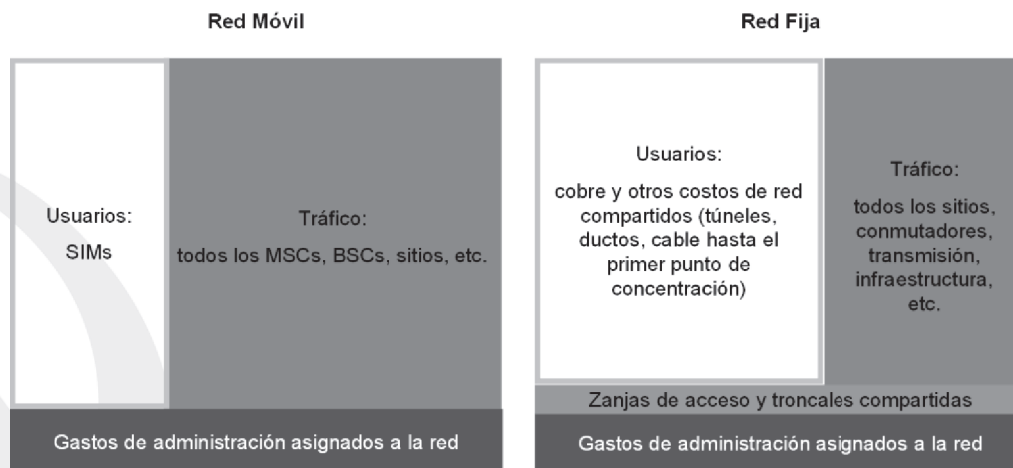 Red Móvil
Usuarios:
SIMs
Tráfico:
todos los MSCs, BSCs, sitios, etc.
Gastos de administración asignados a la red
Red Fija
Usuarios:
cobre y otros costos de red
compartidos (túneles,
ductos, cable hasta el
primer punto de
concentración)
Tráfico:
todos los sitios,
conmutadores,
transmisión,
infraestructura,
etc.
Zanjas de acceso y troncales compartidas
Gastos de administración asignados a la red